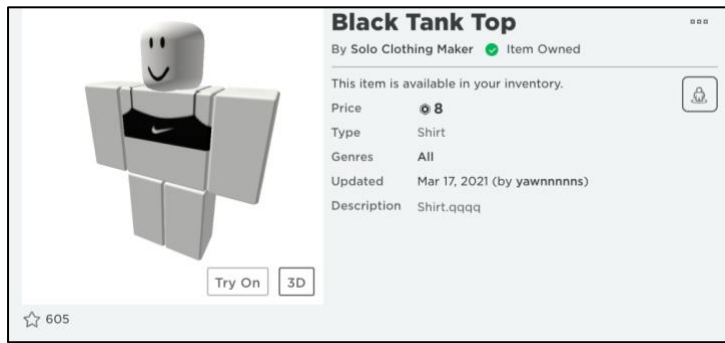 Black Tank Top
By Solo Clothing Maker Item Owned
This item is available in your inventory.
Price 8
Type Shirt
Genres All
Updated Mar 17, 2021 (by yawnnnnns)
Description Shirt.qqqq
Try On 3D
605